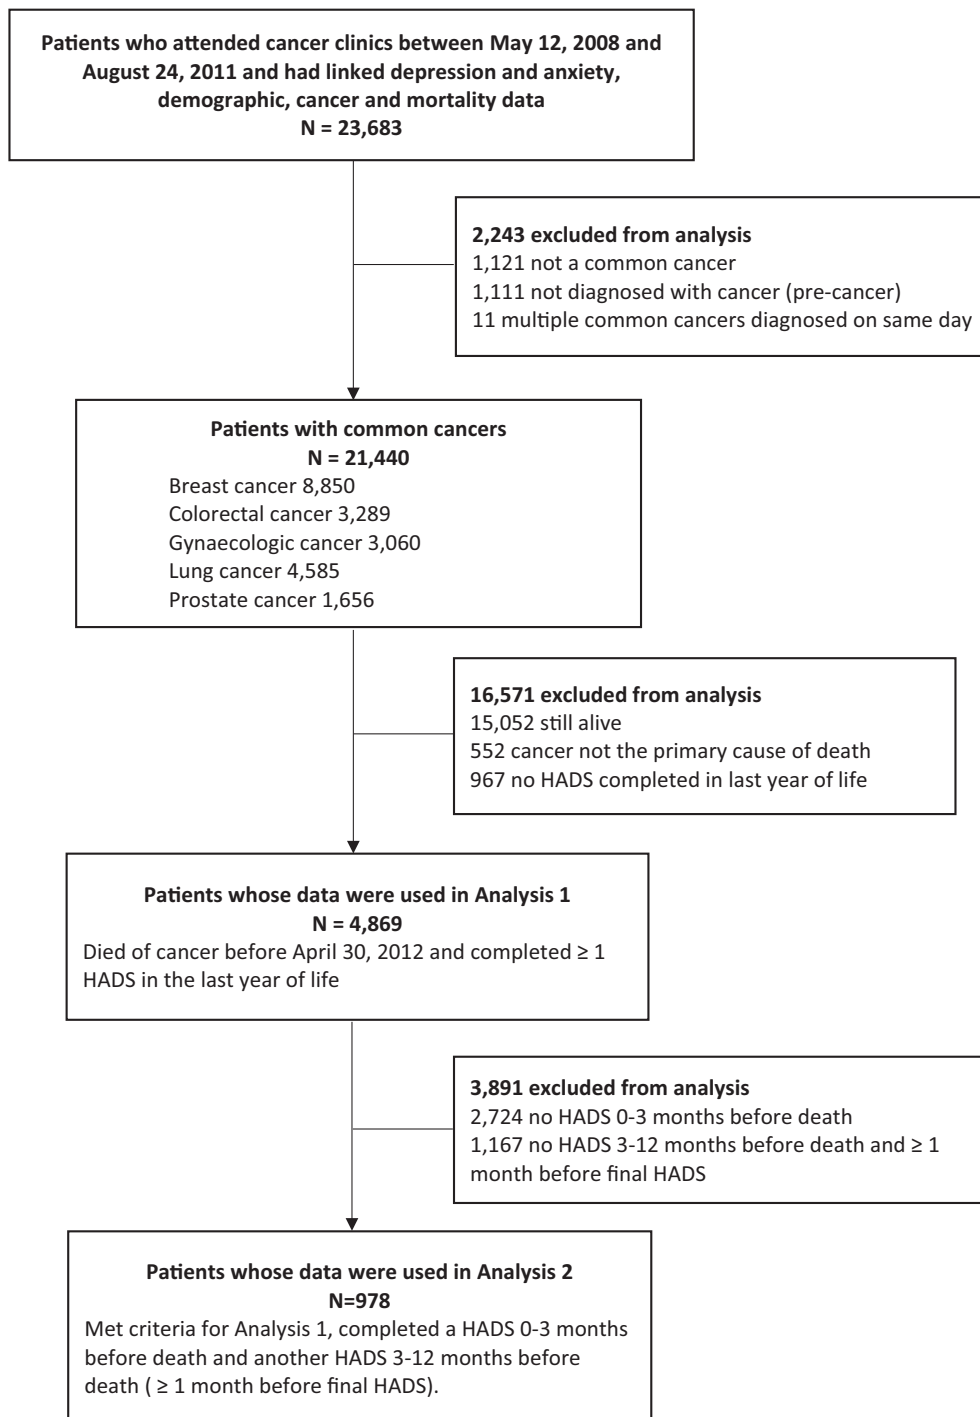 Patients who attended cancer clinics between May 12, 2008 and
August 24, 2011 and had linked depression and anxiety,
demographic, cancer and mortality data
N = 23,683
2,243 excluded from analysis
1,121 not a common cancer
1,111 not diagnosed with cancer (pre-cancer)
11 multiple common cancers diagnosed on same day
Patients with common cancers
N = 21,440
Breast cancer 8,850
Colorectal cancer 3,289
Gynaecologic cancer 3,060
Lung cancer 4,585
Prostate cancer 1,656
16,571 excluded from analysis
15,052 still alive
552 cancer not the primary cause of death
967 no HADS completed in last year of life
Patients whose data were used in Analysis 1
N = 4,869
Died of cancer before April 30, 2012 and completed ≥ 1
HADS in the last year of life
3,891 excluded from analysis
2,724 no HADS 0-3 months before death
1,167 no HADS 3-12 months before death and ≥ 1
month before final HADS
Patients whose data were used in Analysis 2
N=978
Met criteria for Analysis 1, completed a HADS 0-3 months
before death and another HADS 3-12 months before
death ( ≥ 1 month before final HADS).